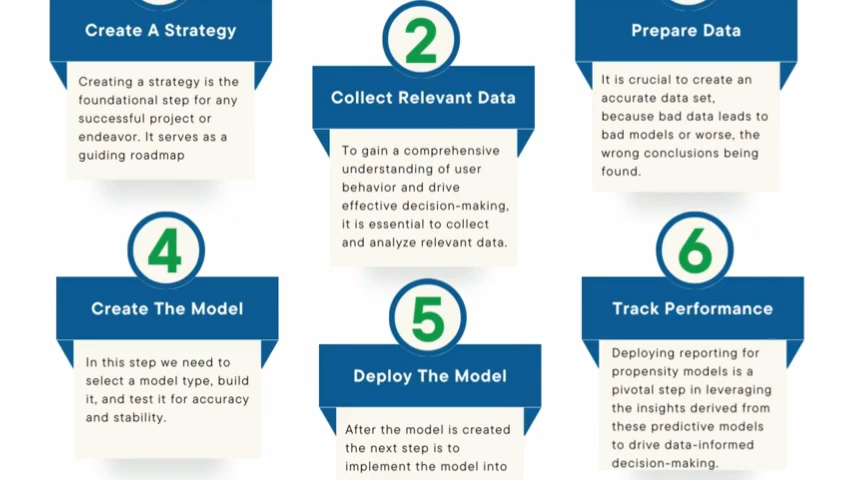 Create A Strategy
Creating a strategy is the
foundational step for any
successful project or
endeavor. It serves as a
guiding roadmap
2
Collect Relevant Data
To gain a comprehensive
understanding of user
behavior and drive
effective decision-making,
it is essential to collect
and analyze relevant data.
Prepare Data
It is crucial to create an
accurate data set,
because bad data leads to
bad models or worse, the
wrong conclusions being
found.
4
Create The Model
In this step we need to
select a model type, build
it, and test it for accuracy
and stability.
5
Deploy The Model
After the model is created
the next step is to
implement the model into
6
Track Performance
Deploying reporting for
propensity models is a
pivotal step in leveraging
the insights derived from
these predictive models
to drive data-informed
decision-making.